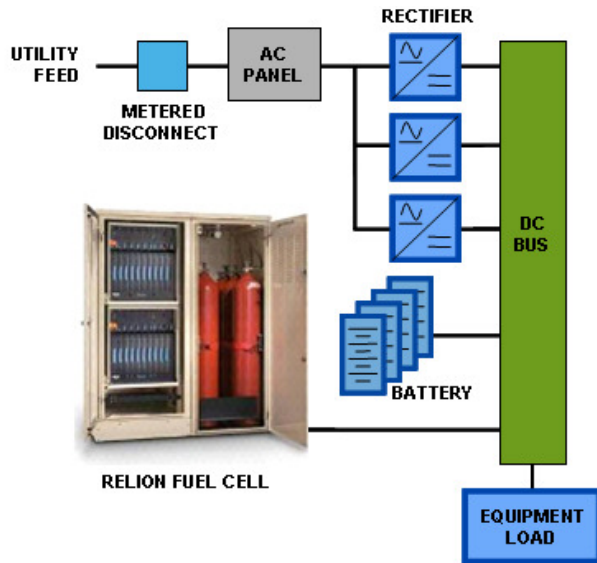 RECTIFIER
UTILITY
FEED
AC
PANEL
METERED
DISCONNECT
DC
BUS
BATTERY
RELION FUEL CELL
EQUIPMENT
LOAD